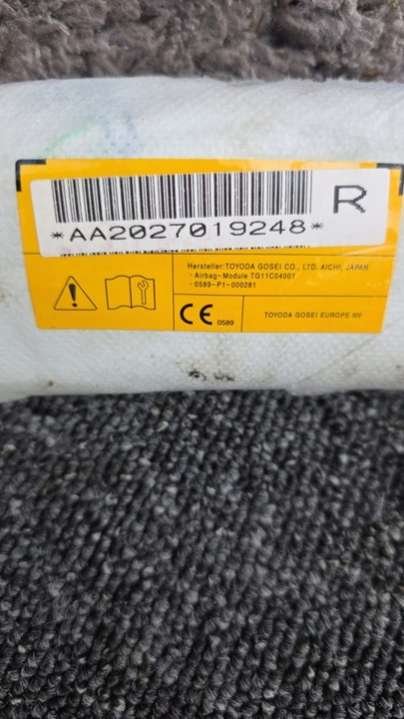 *AA2027019248*
R
Hersteller:TOYODA GOSEI CO., LTD. AICHI, JAPAN
- Airbag-Module TG11C04001
- 0589-P1-000281
CE 0589
TOYODA GOSEI EUROPE NV